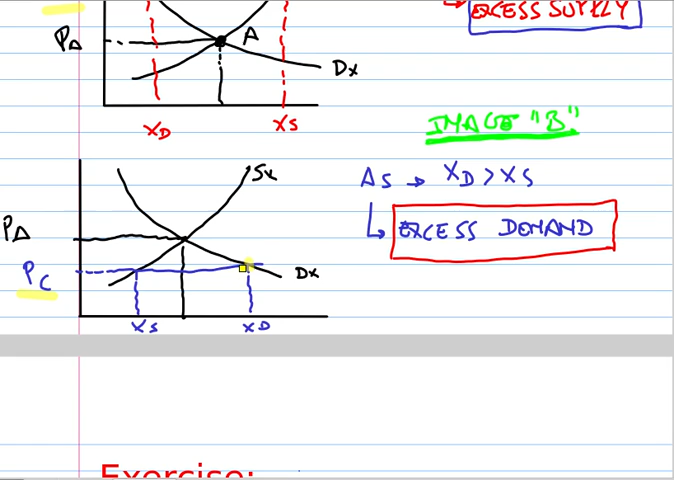 EXCESS SUPPLY
PA
A
Dx
XD
XS
IMAGE "B"
Sx
AS → XD > XS
PA
EXCESS DEMAND
PC
Dx
XS
XD
Exercise: